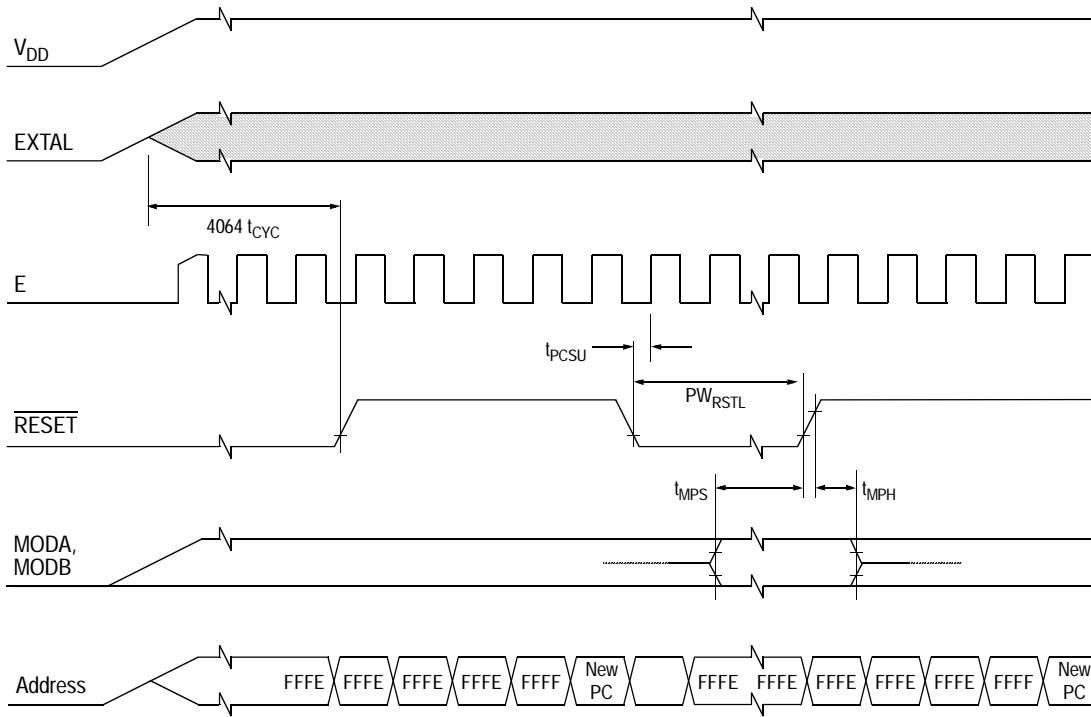 VDD
EXTAL
4064 tCYC
E
tPCSU
PWRSTL
RESET
tMPS
tMPH
MODA,
MODB
Address
FFFE FFFE FFFE FFFE FFFF New PC FFFE FFFE FFFE FFFE FFFE FFFF New PC